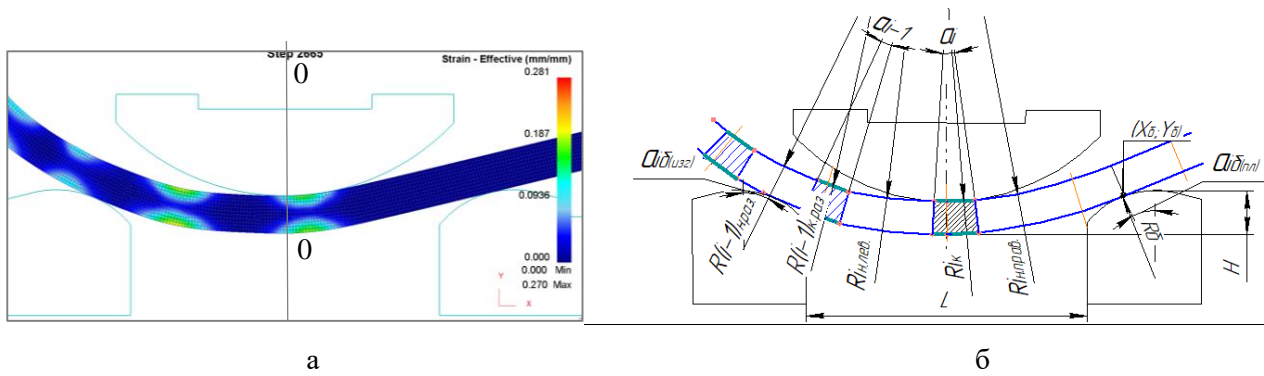 Step 2665
0
Strain - Effective (mm/mm)
0.281
0.187
0.0936
0.000
0.000 Min
0.270 Max
Y
X
0
а
αi-1
αi
(Xб; Yб)
αiб(изг)
αiб(пл)
R(i-1)н.раз.
R(i-1)к.раз
Riн.лев.
Riк
Riн.прав.
Rб
H
L
б